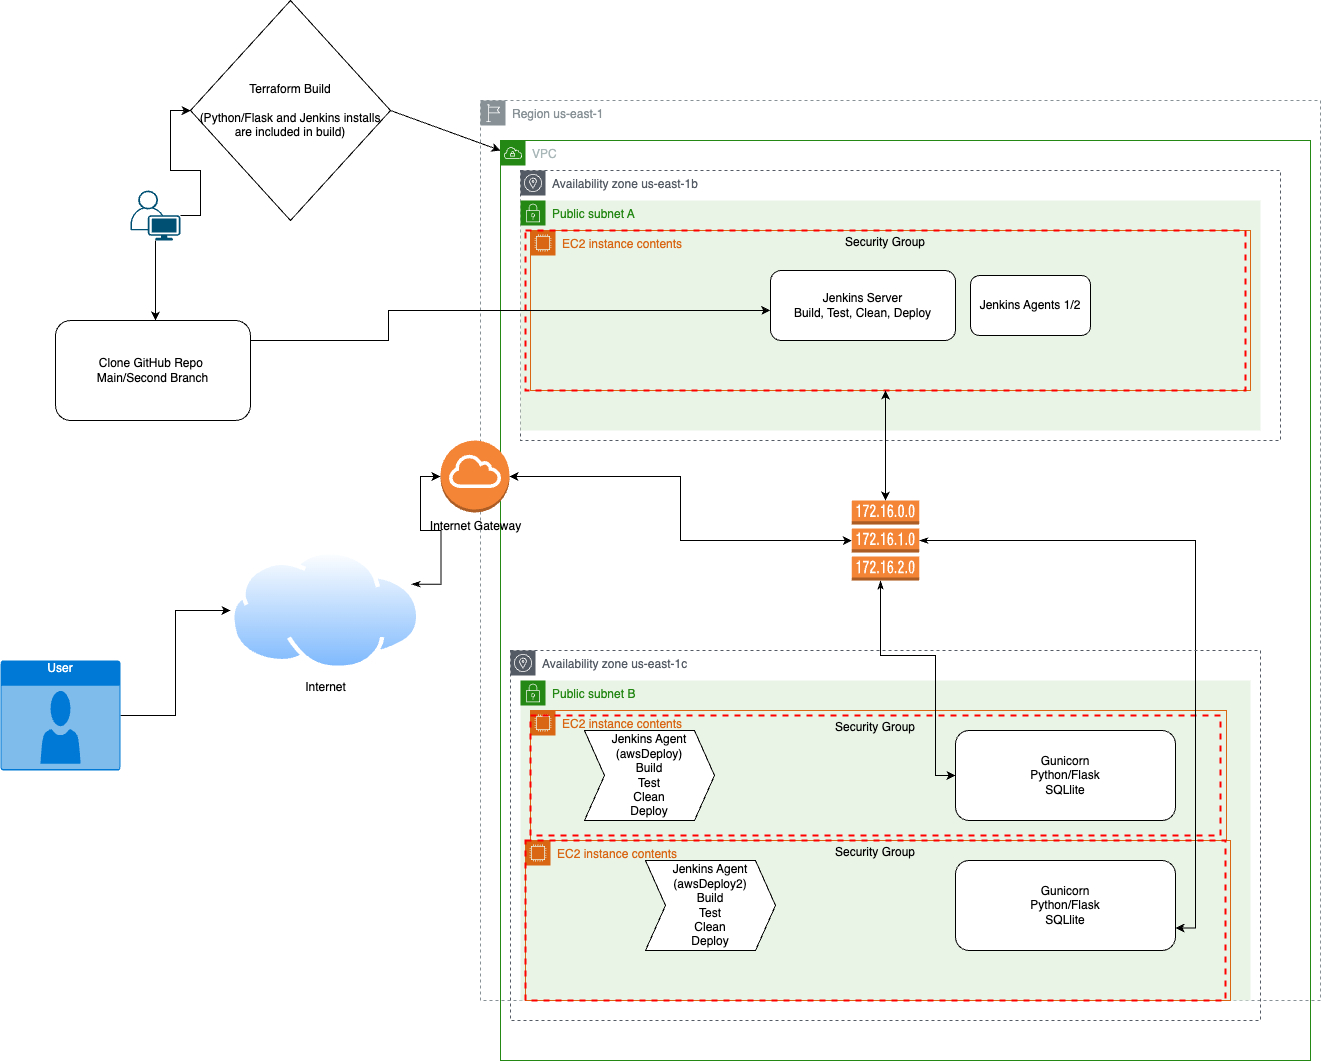 Terraform Build
(Python/Flask and Jenkins installs
are included in build)
Region us-east-1
VPC
Availability zone us-east-1b
Public subnet A
EC2 instance contents
Security Group
Jenkins Server
Build, Test, Clean, Deploy
Jenkins Agents 1/2
Clone GitHub Repo
Main/Second Branch
Internet Gateway
172.16.0.0
172.16.1.0
172.16.2.0
User
Internet
Availability zone us-east-1c
Public subnet B
EC2 instance contents
Security Group
Jenkins Agent
(awsDeploy)
Build
Test
Clean
Deploy
Gunicorn
Python/Flask
SQLlite
EC2 instance contents
Security Group
Jenkins Agent
(awsDeploy2)
Build
Test
Clean
Deploy
Gunicorn
Python/Flask
SQLlite